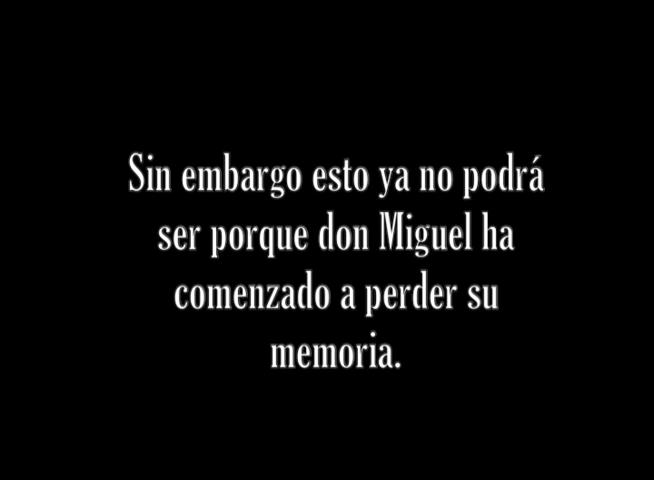 Sin embargo esto ya no podrá
ser porque don Miguel ha
comenzado a perder su
memoria.